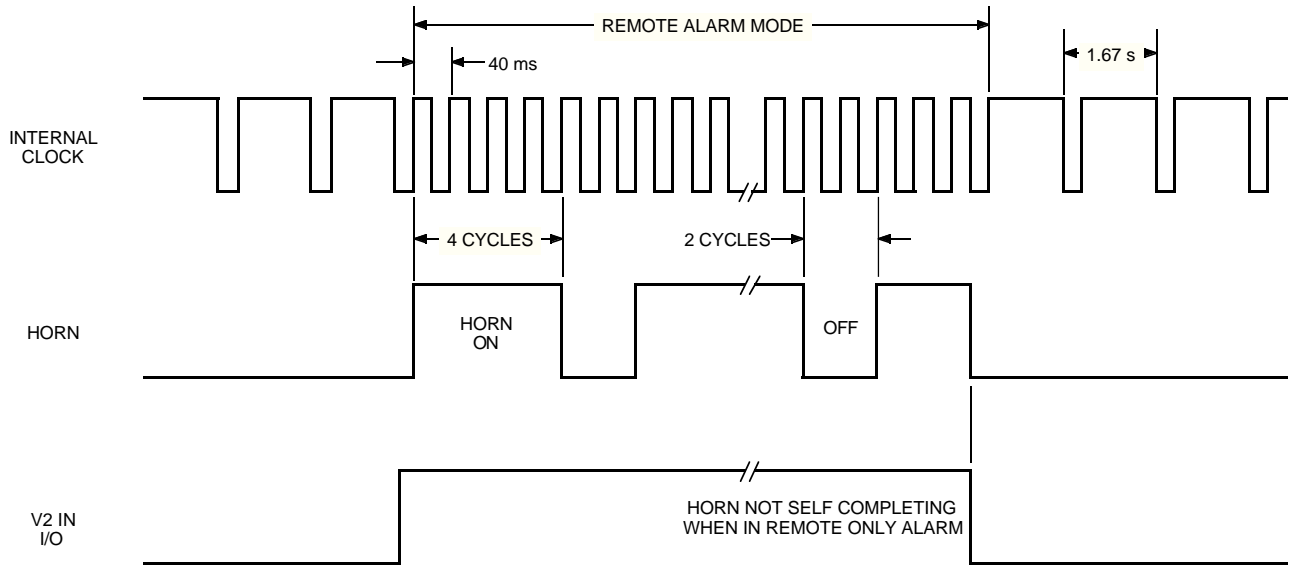 REMOTE ALARM MODE
40 ms
1.67 s
INTERNAL
CLOCK
4 CYCLES
2 CYCLES
HORN
HORN
ON
OFF
V2 IN
I/O
HORN NOT SELF COMPLETING
WHEN IN REMOTE ONLY ALARM